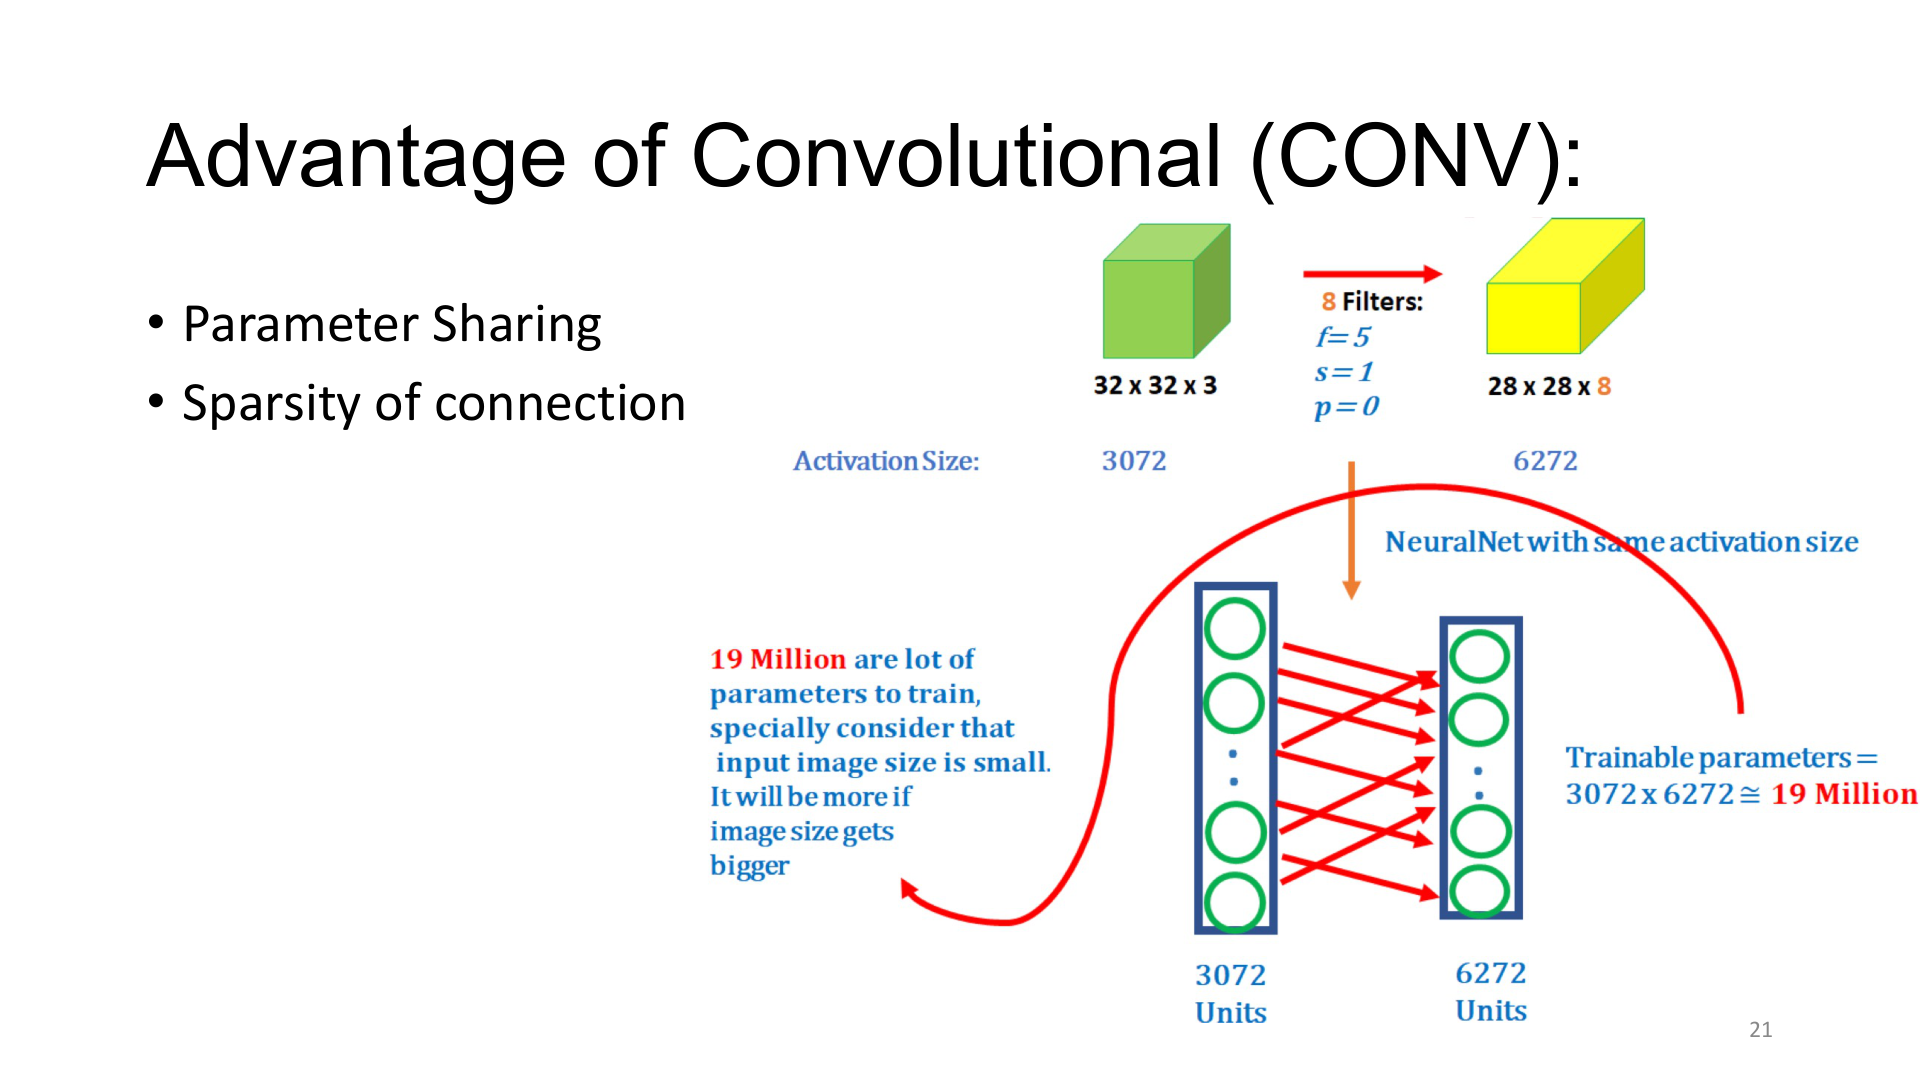 Advantage of Convolutional (CONV):
• Parameter Sharing
• Sparsity of connection
8 Filters:
f= 5
s= 1
p= 0
32 x 32 x 3
28 x 28 x 8
Activation Size:
3072
6272
NeuralNet with same activation size
19 Million are lot of
parameters to train,
specially consider that
input image size is small.
It will be more if
image size gets
bigger
Trainable parameters =
3072 x 6272 ≅ 19 Million
3072
Units
6272
Units
21